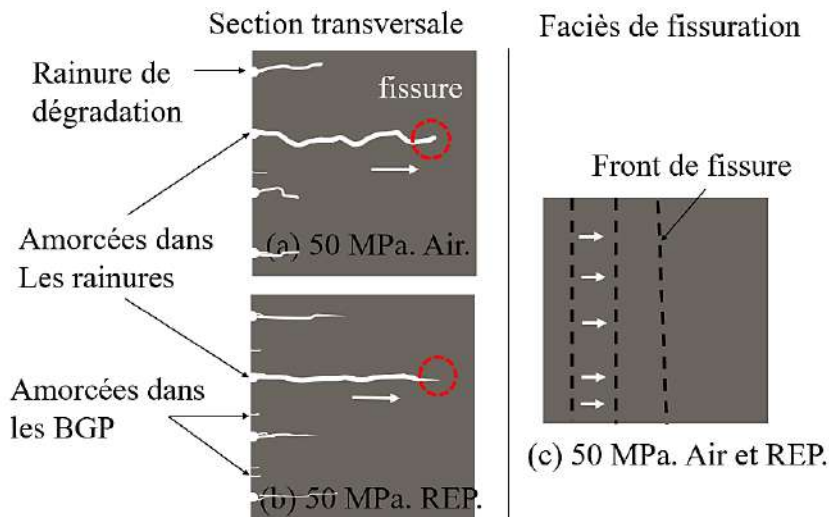 Section transversale
Faciès de fissuration
Rainure de
dégradation
fissure
Amorcées dans
Les rainures
(a) 50 MPa. Air.
Amorcées dans
les BGP
(b) 50 MPa. REP.
Front de fissure
(c) 50 MPa. Air et REP.